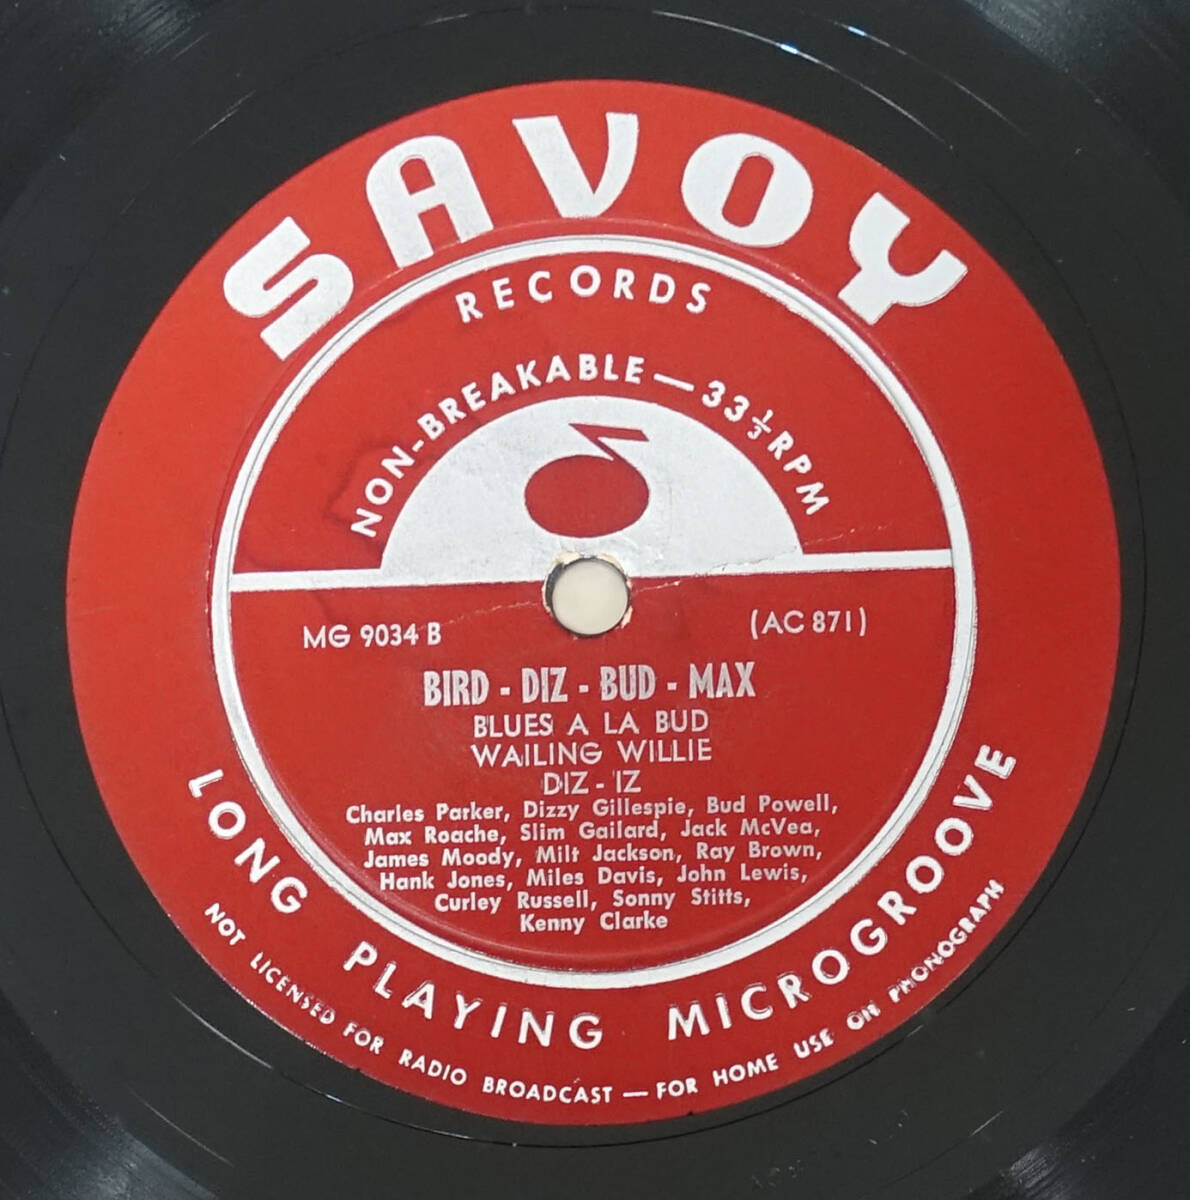 SAVOY
RECORDS
NON-BREAKABLE — 33⅓ RPM
MG 9034 B
(AC 871)
BIRD - DIZ - BUD - MAX
BLUES A LA BUD
WAILING WILLIE
DIZ - IZ
Charles Parker, Dizzy Gillespie, Bud Powell,
Max Roache, Slim Gailard, Jack McVea,
James Moody, Milt Jackson, Ray Brown,
Hank Jones, Miles Davis, John Lewis,
Curley Russell, Sonny Stitts,
Kenny Clarke
LONG PLAYING MICROGROOVE
NOT LICENSED FOR RADIO BROADCAST — FOR HOME USE ON PHONOGRAPH